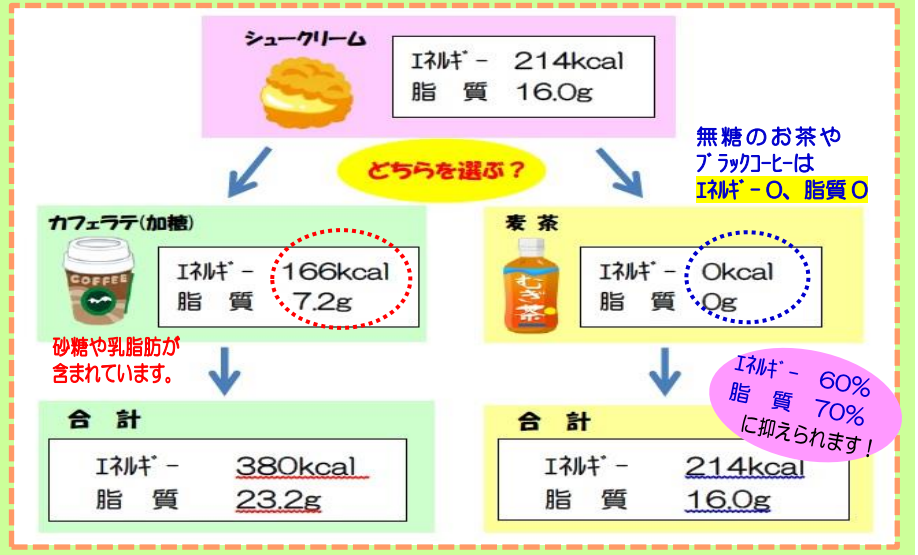 シュークリーム
エネルギー 214kcal
脂 質 16.0g
どちらを選ぶ？
無糖のお茶や
ブラックコーヒーは
エネルギー0、脂質0
カフェラテ(加糖)
COFFEE
エネルギー 166kcal
脂 質 7.2g
砂糖や乳脂肪が
含まれています。
麦 茶
むぎ茶
エネルギー 0kcal
脂 質 0g
合 計
エネルギー 380kcal
脂 質 23.2g
合 計
エネルギー 214kcal
脂 質 16.0g
エネルギー 60%
脂 質 70%
に抑えられます！